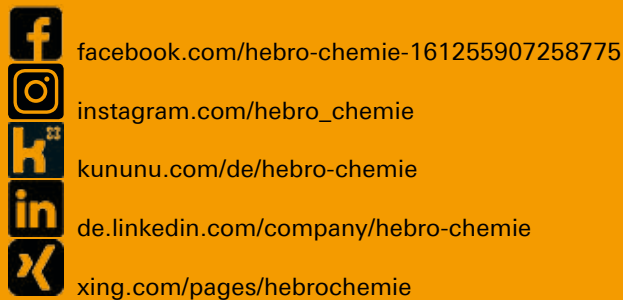 facebook.com/hebro-chemie-161255907258775
instagram.com/hebro_chemie
kununu.com/de/hebro-chemie
de.linkedin.com/company/hebro-chemie
xing.com/pages/hebrochemie